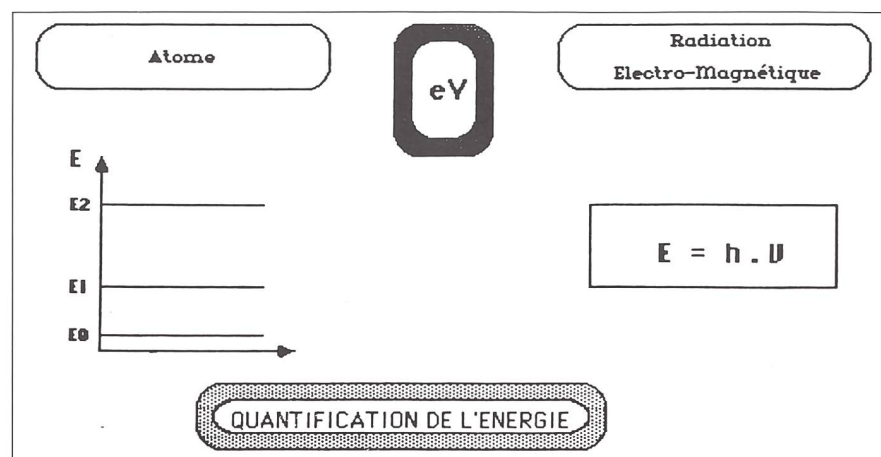 Atome
eV
Radiation
Electro-Magnétique
E
E2
E1
E0
E = h.ν
QUANTIFICATION DE L'ENERGIE